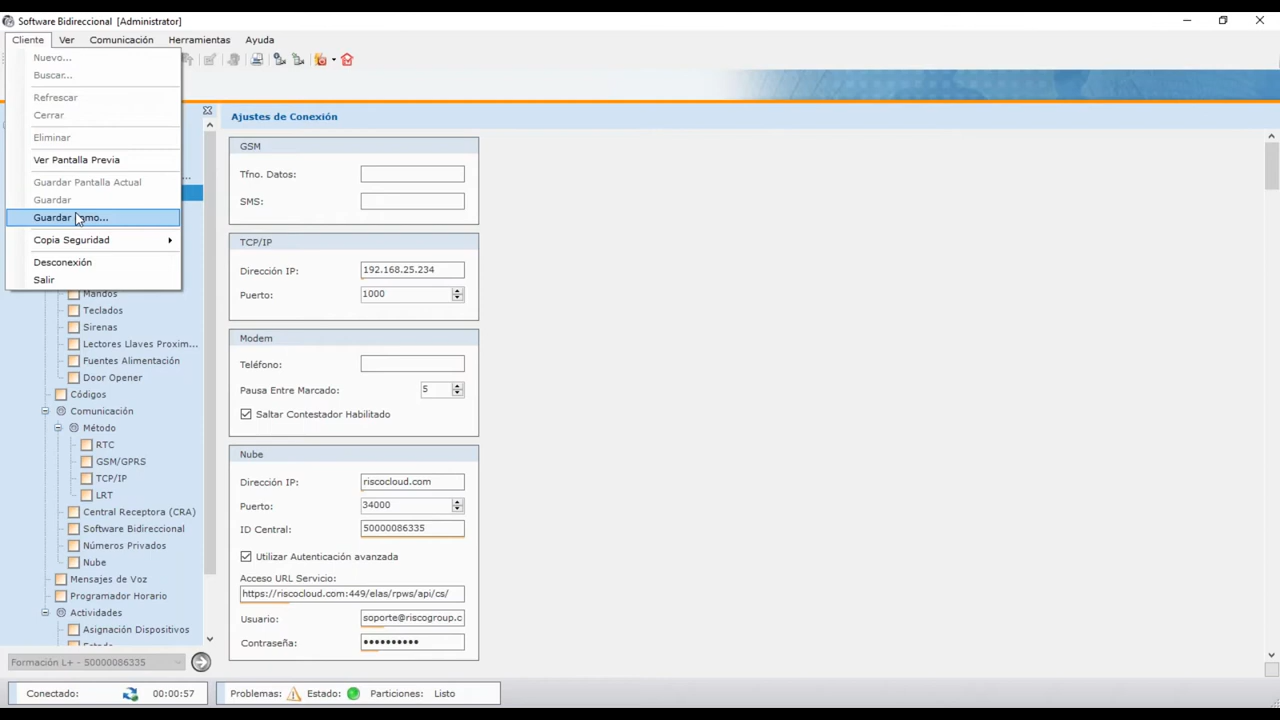 Software Bidireccional [Administrator]
Cliente Ver Comunicación Herramientas Ayuda
Nuevo...
Buscar...
Refrescar
Cerrar
Eliminar
Ver Pantalla Previa
Guardar Pantalla Actual
Guardar
Guardar
Copia Seguridad
Desconexión
Salir
Mandos
Teclados
Sirenas
Lectores Llaves Proxim...
Fuentes Alimentación
Door Opener
Códigos
Comunicación
Método
RTC
GSM/GPRS
TCP/IP
LRT
Central Receptora (CRA)
Software Bidireccional
Números Privados
Nube
Mensajes de Voz
Programador Horario
Actividades
Asignación Dispositivos
Formación L+ - 50000086335
Ajustes de Conexión
GSM
Tfno. Datos:
SMS:
TCP/IP
Dirección IP: 192.168.25.234
Puerto: 1000
Modem
Teléfono:
Pausa Entre Marcado: 5
Saltar Contestador Habilitado
Nube
Dirección IP: riscocloud.com
Puerto: 34000
ID Central: 50000086335
Utilizar Autenticación avanzada
Acceso URL Servicio:
https://riscocloud.com:449/elas/rpws/api/cs/
Usuario: soporte@riscogroup.c
Contraseña: ••••••••••
Conectado: 00:00:57 Problemas: Estado: Particiones: Listo